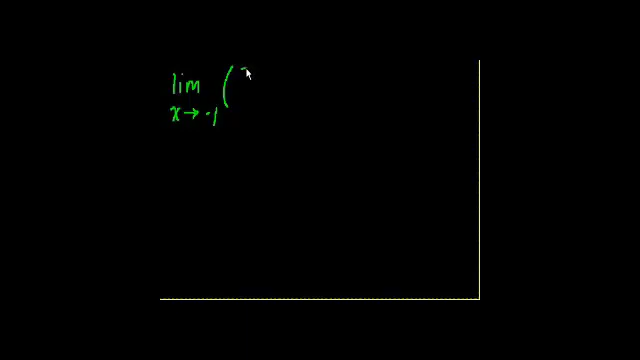 lim (
x → -1